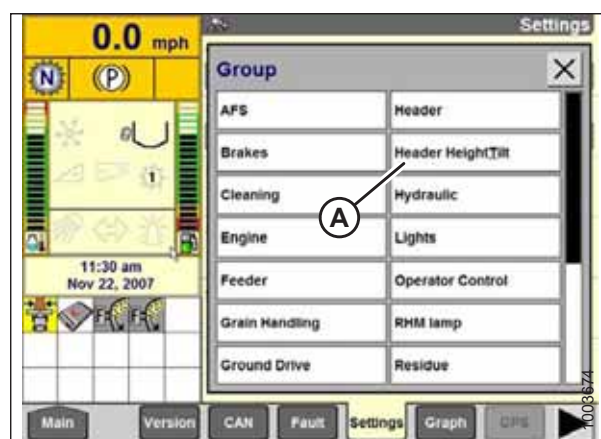 0.0 mph
Settings
N
(P)
Group
X
AFS
Header
Brakes
Header Height/Tilt
Cleaning
Hydraulic
A
Engine
Lights
11:30 am
Nov 22, 2007
Feeder
Operator Control
Grain Handling
RHM lamp
Ground Drive
Residue
1
Main
Version
CAN
Fault
Settings
Graph
GPS
1003674